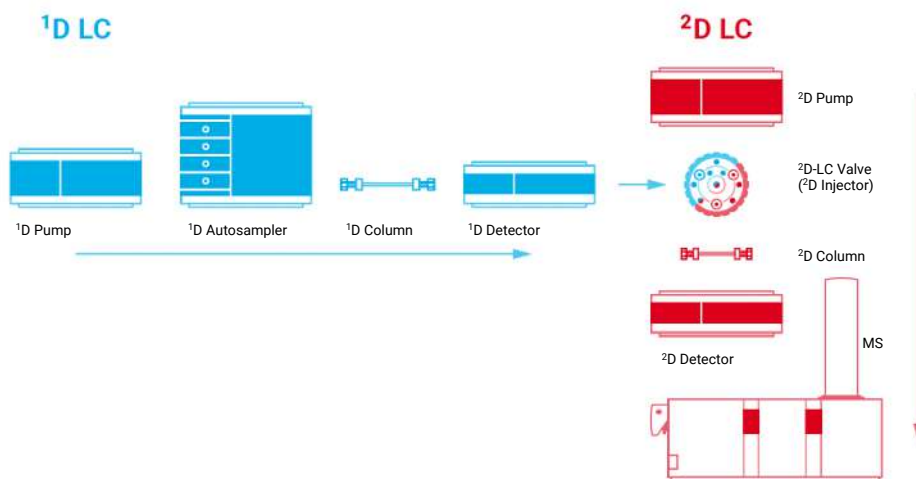 ¹D LC
²D LC
²D Pump
²D-LC Valve
(²D Injector)
¹D Pump
¹D Autosampler
¹D Column
¹D Detector
²D Column
²D Detector
MS